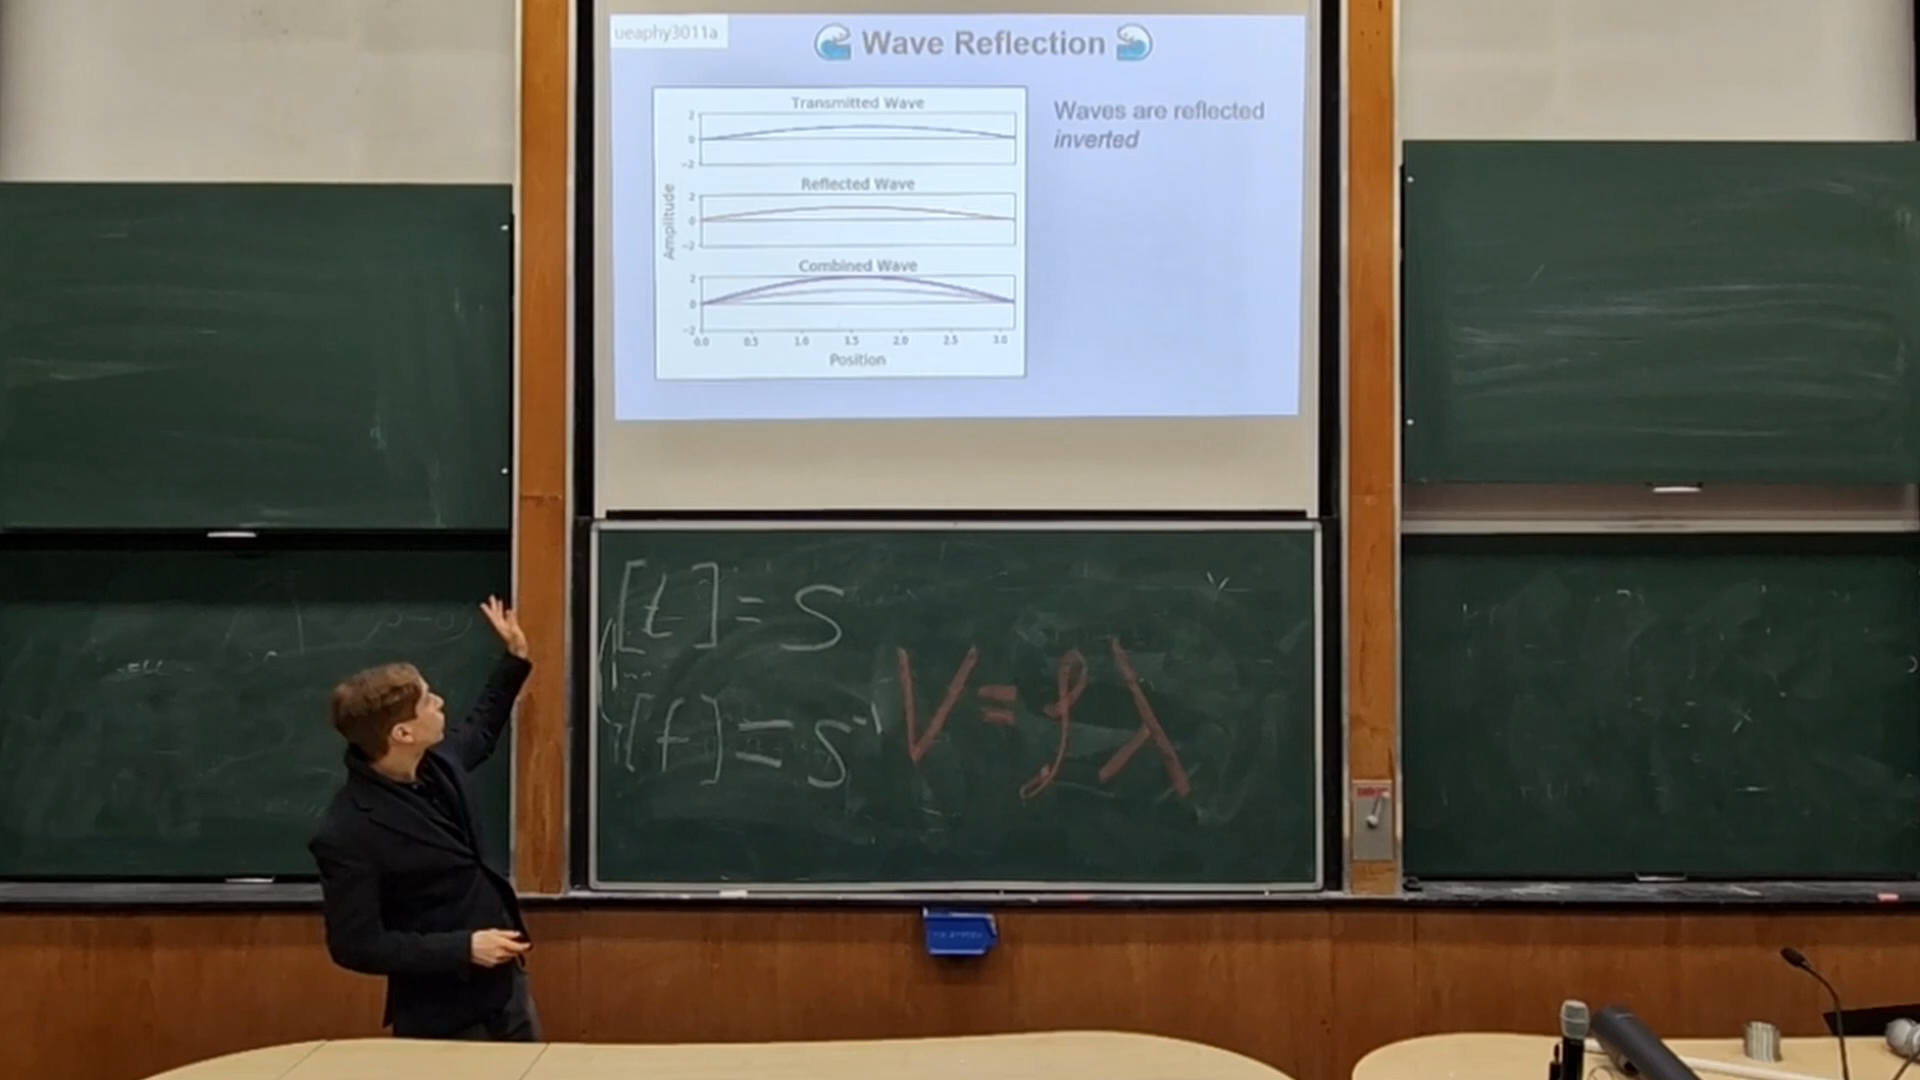 ueaphy3011a
Wave Reflection
Transmitted Wave
2
0
−2
Reflected Wave
2
0
−2
Combined Wave
2
0
−2
0.0 0.5 1.0 1.5 2.0 2.5 3.0
Position
Amplitude
Waves are reflected
inverted
[t] = s
[f] = s⁻¹
V = fλ